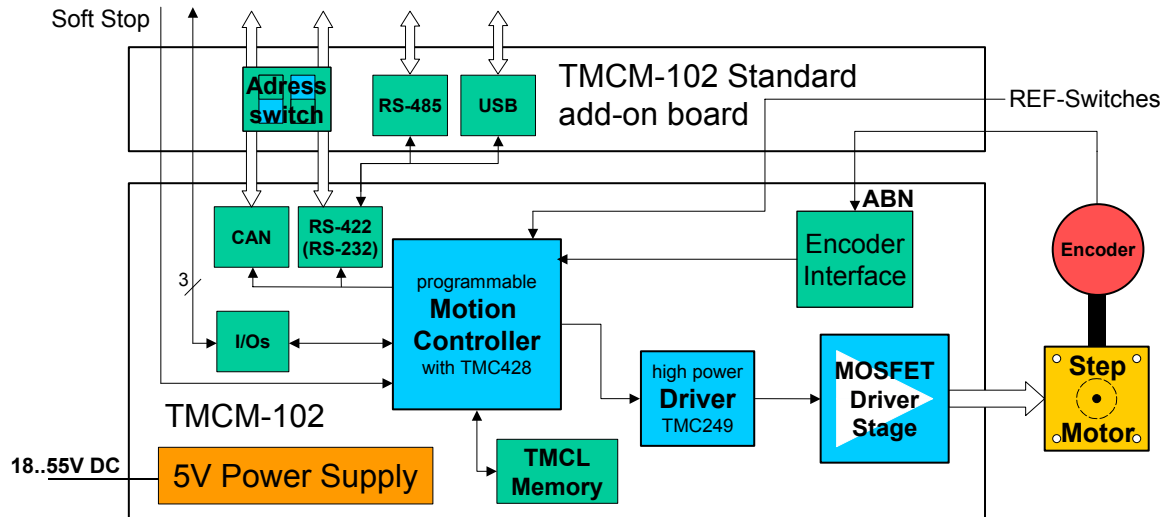 Soft Stop
Adress
switch
RS-485
USB
TMCM-102 Standard
add-on board
REF-Switches
CAN
RS-422
(RS-232)
ABN
Encoder
Interface
Encoder
3
I/Os
programmable
Motion
Controller
with TMC428
high power
Driver
TMC249
MOSFET
Driver
Stage
Step
Motor
TMCM-102
18..55V DC
5V Power Supply
TMCL
Memory